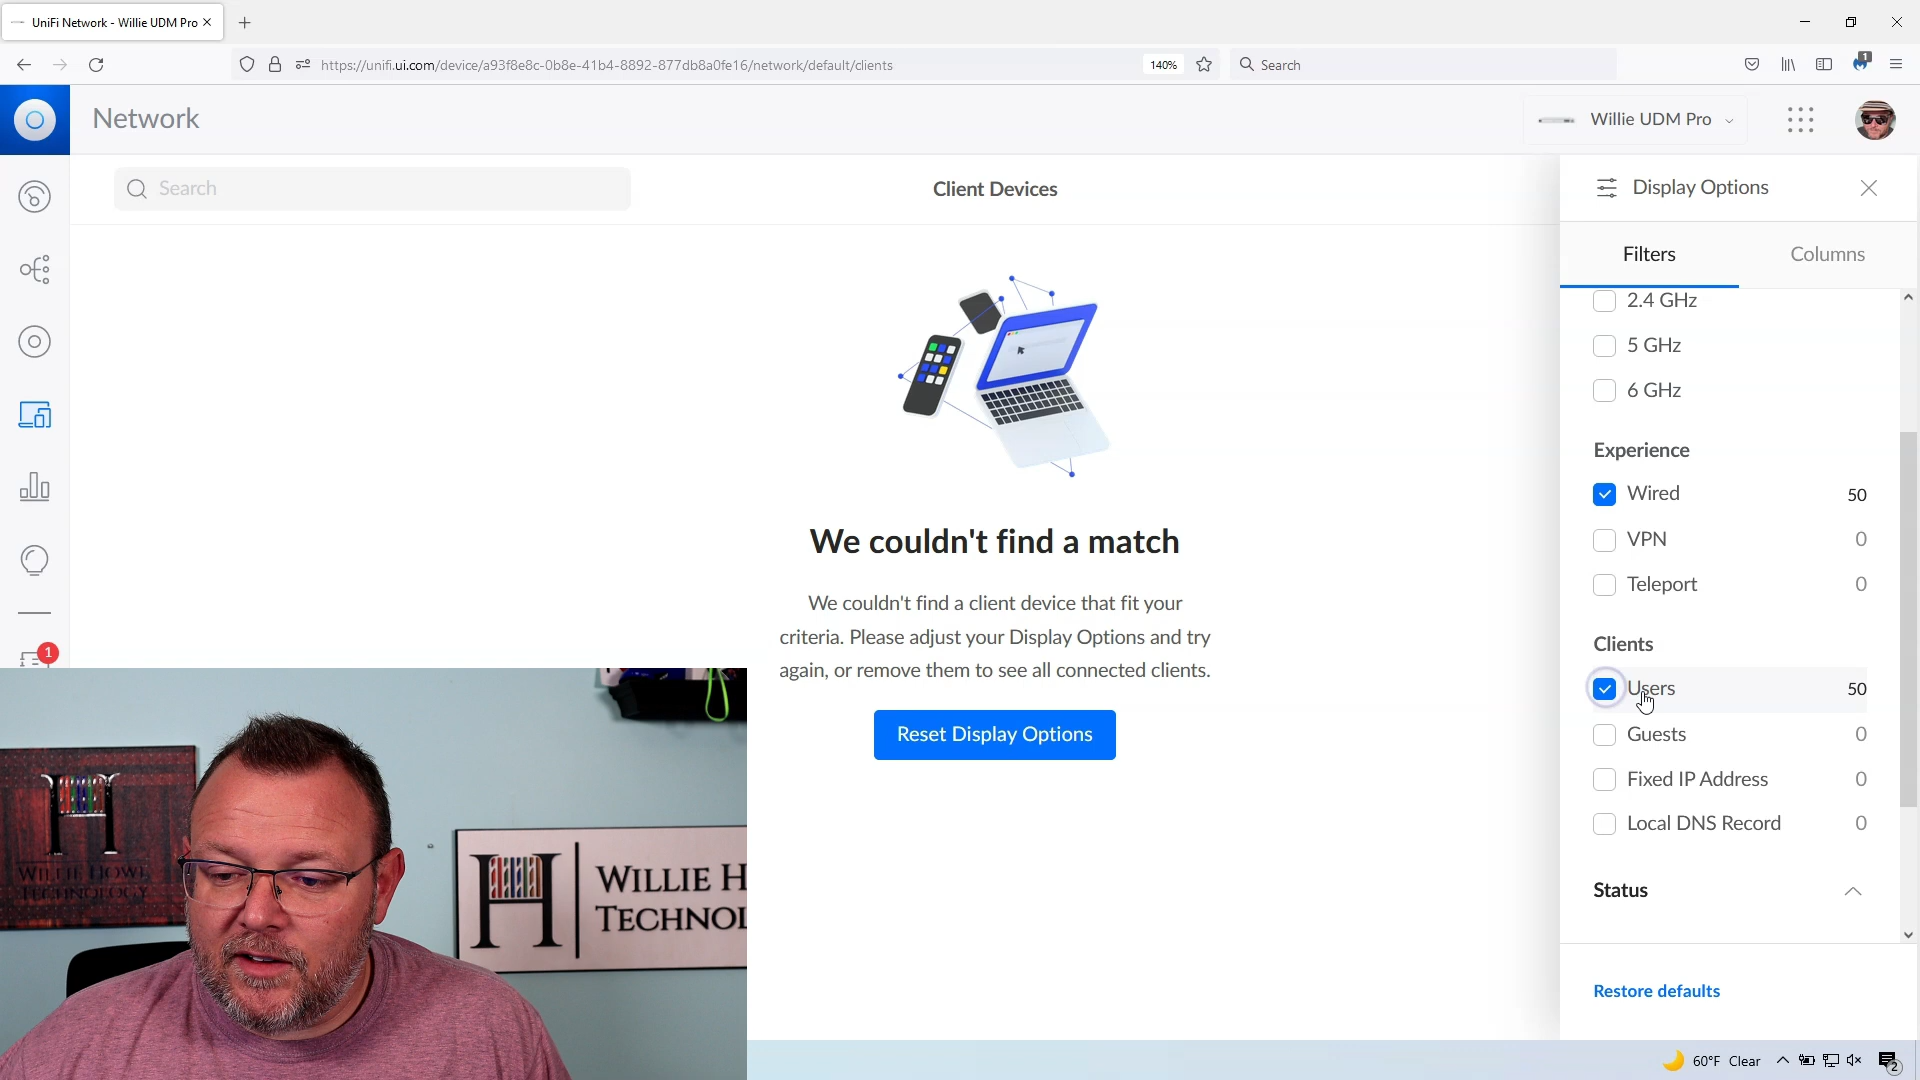 UniFi Network - Willie UDM Pro
https://unifi.ui.com/device/a93f8e8c-0b8e-41b4-8892-877db8a0fe16/network/default/clients
140%
Search
1
Network
Willie UDM Pro
Search
Client Devices
Display Options
Filters
Columns
2.4 GHz
5 GHz
6 GHz
Experience
Wired 50
VPN 0
Teleport 0
Clients
Users 50
Guests 0
Fixed IP Address 0
Local DNS Record 0
Status
Restore defaults
We couldn't find a match
We couldn't find a client device that fit your
criteria. Please adjust your Display Options and try
again, or remove them to see all connected clients.
Reset Display Options
1
WILLIE HOWE
TECHNOLOGY
WILLIE H
TECHNOL
60°F Clear
2